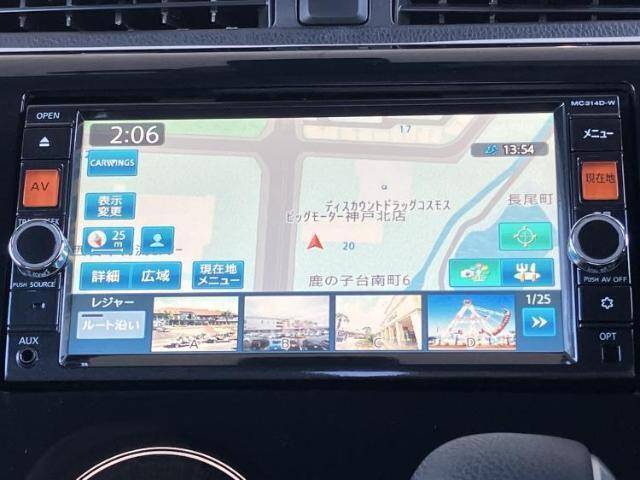 OPEN
MC314D-W
2:06
17
13:54
メニュー
CARWINGS
AV
現在地
表示
変更
ディスカウントドラッグコスモス
長尾町
ビッグモーター神戸北店
25
m
20
詳細
広域
現在地
メニュー
鹿の子台南町6
PUSH SOURCE
PUSH AV OFF
レジャー
1/25
ルート沿い
A
B
C
D
AUX
OPT